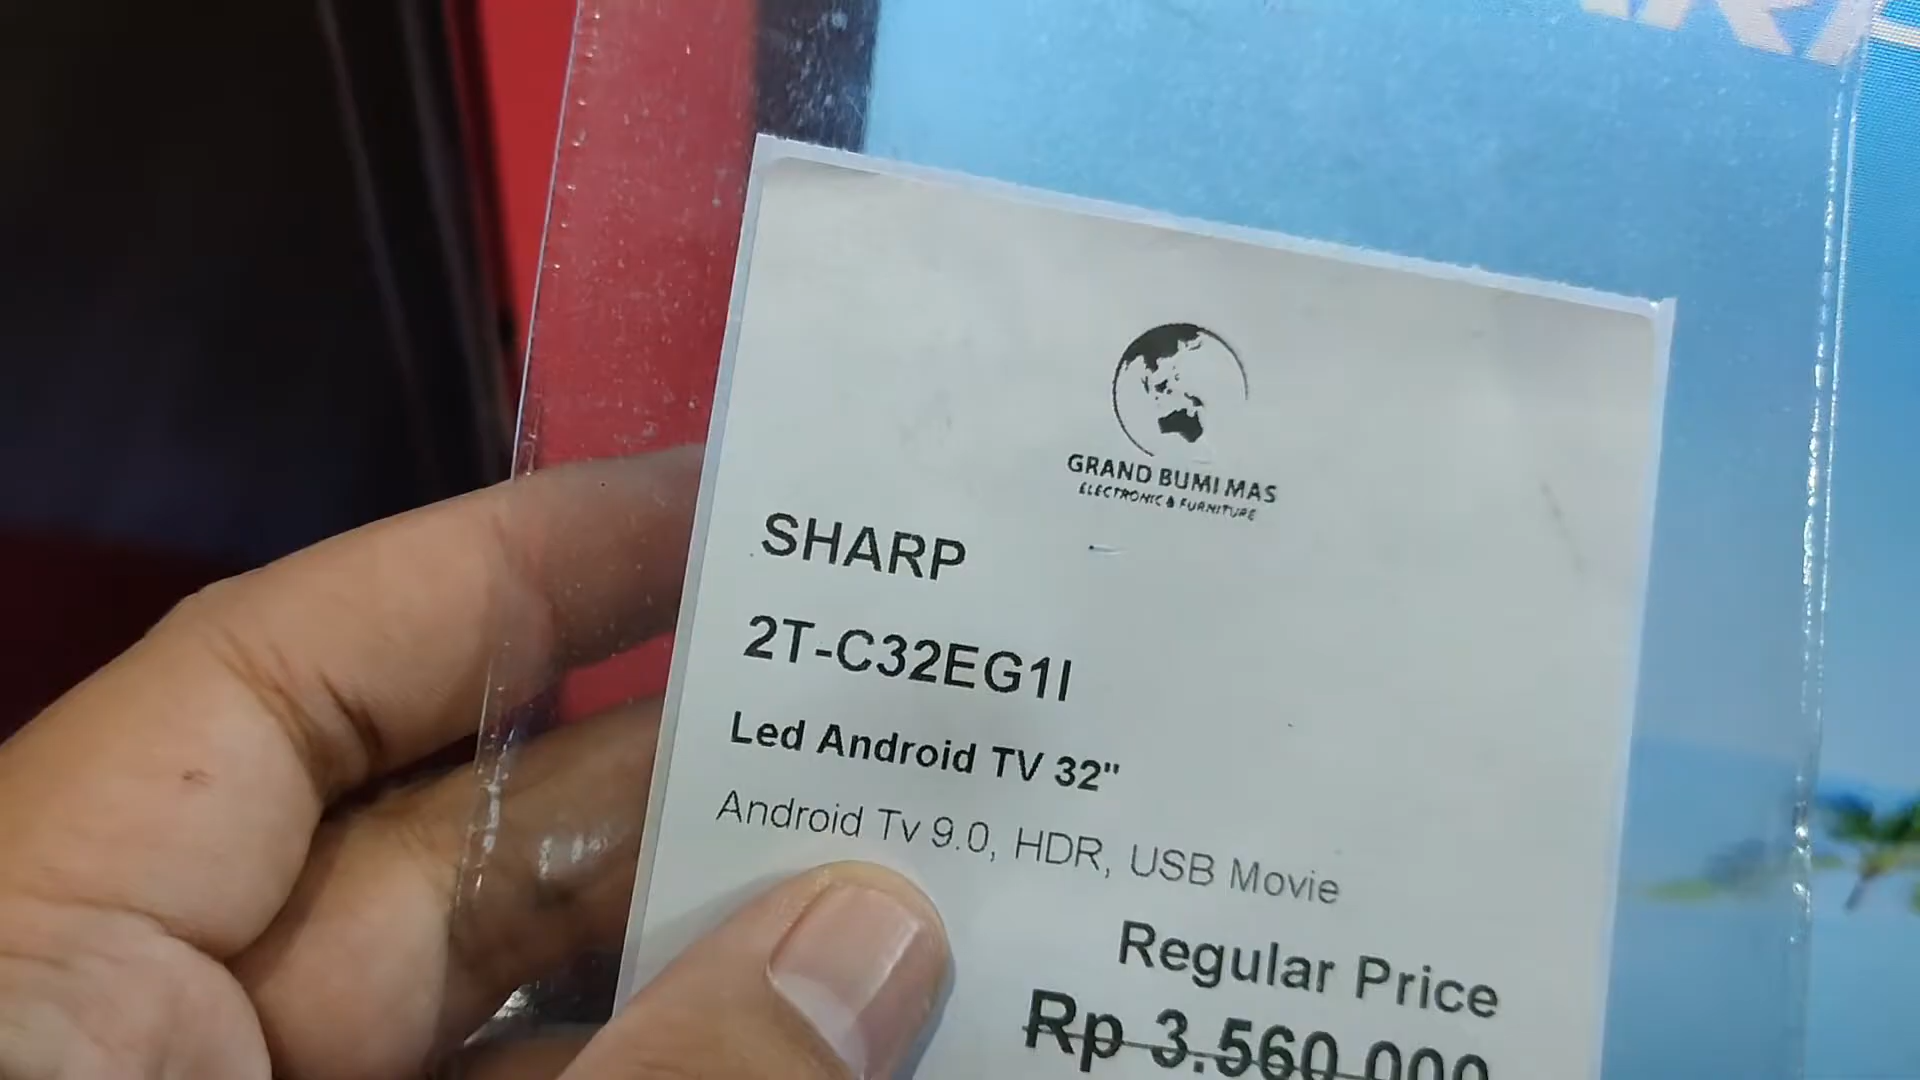 GRAND BUMI MAS
ELECTRONIC & FURNITURE
SHARP
2T-C32EG1I
Led Android TV 32"
Android Tv 9.0, HDR, USB Movie
Regular Price
Rp 3.560.000